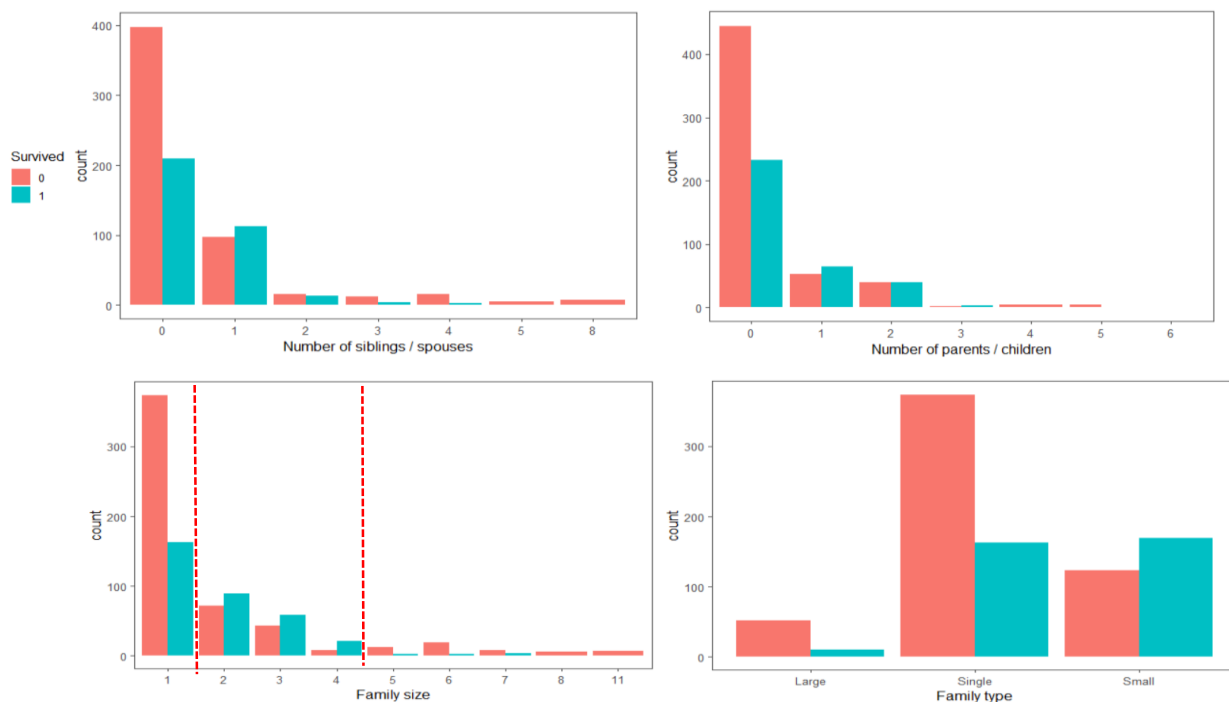 Survived
0
1
count
400
300
200
100
0
0 1 2 3 4 5 8
Number of siblings / spouses
count
400
300
200
100
0
0 1 2 3 4 5 6
Number of parents / children
count
300
200
100
0
1 2 3 4 5 6 7 8 11
Family size
count
300
200
100
0
Large Single Small
Family type